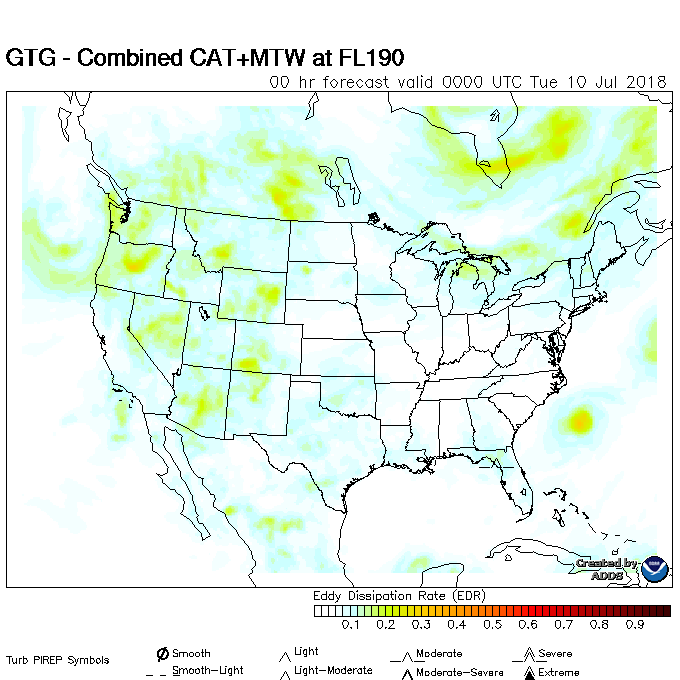 GTG - Combined CAT+MTW at FL190
00 hr forecast valid 0000 UTC Tue 10 Jul 2018
Created by
ADDS
Eddy Dissipation Rate (EDR)
0.1 0.2 0.3 0.4 0.5 0.6 0.7 0.8 0.9
Turb PIREP Symbols
Smooth Light Moderate Severe
Smooth-Light Light-Moderate Moderate-Severe Extreme